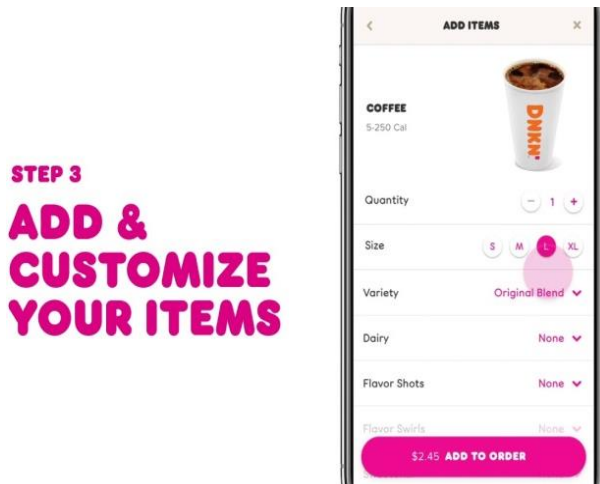 STEP 3
ADD &
CUSTOMIZE
YOUR ITEMS
ADD ITEMS
COFFEE
5-250 Cal
DNKN'
Quantity
1
Size
S M L XL
Variety
Original Blend
Dairy
None
Flavor Shots
None
Flavor Swirls
None
$2.45 ADD TO ORDER